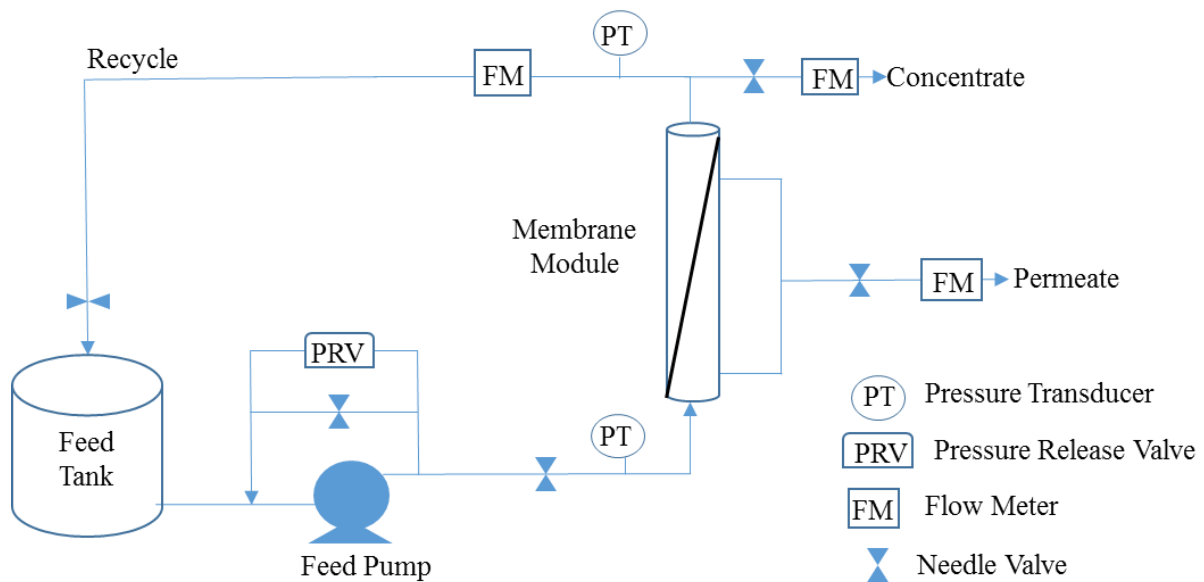 PT
Recycle
FM
FM
Concentrate
Membrane
Module
FM
Permeate
PRV
PT
Feed
Tank
Feed Pump
PT
Pressure Transducer
PRV
Pressure Release Valve
FM
Flow Meter
Needle Valve